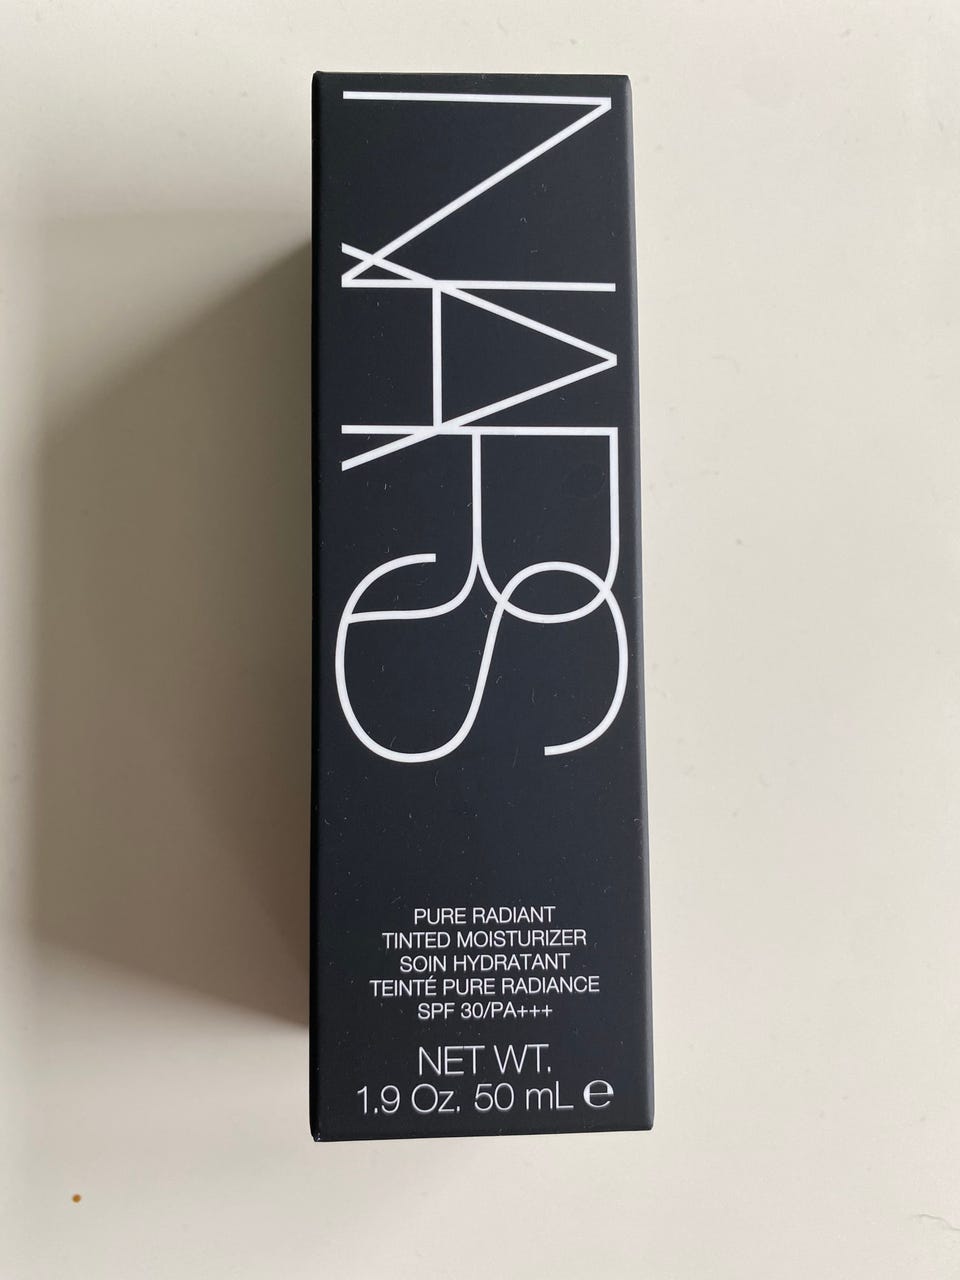 NARS
PURE RADIANT
TINTED MOISTURIZER
SOIN HYDRATANT
TEINTÉ PURE RADIANCE
SPF 30/PA+++
NET WT.
1.9 Oz. 50 mL ℮